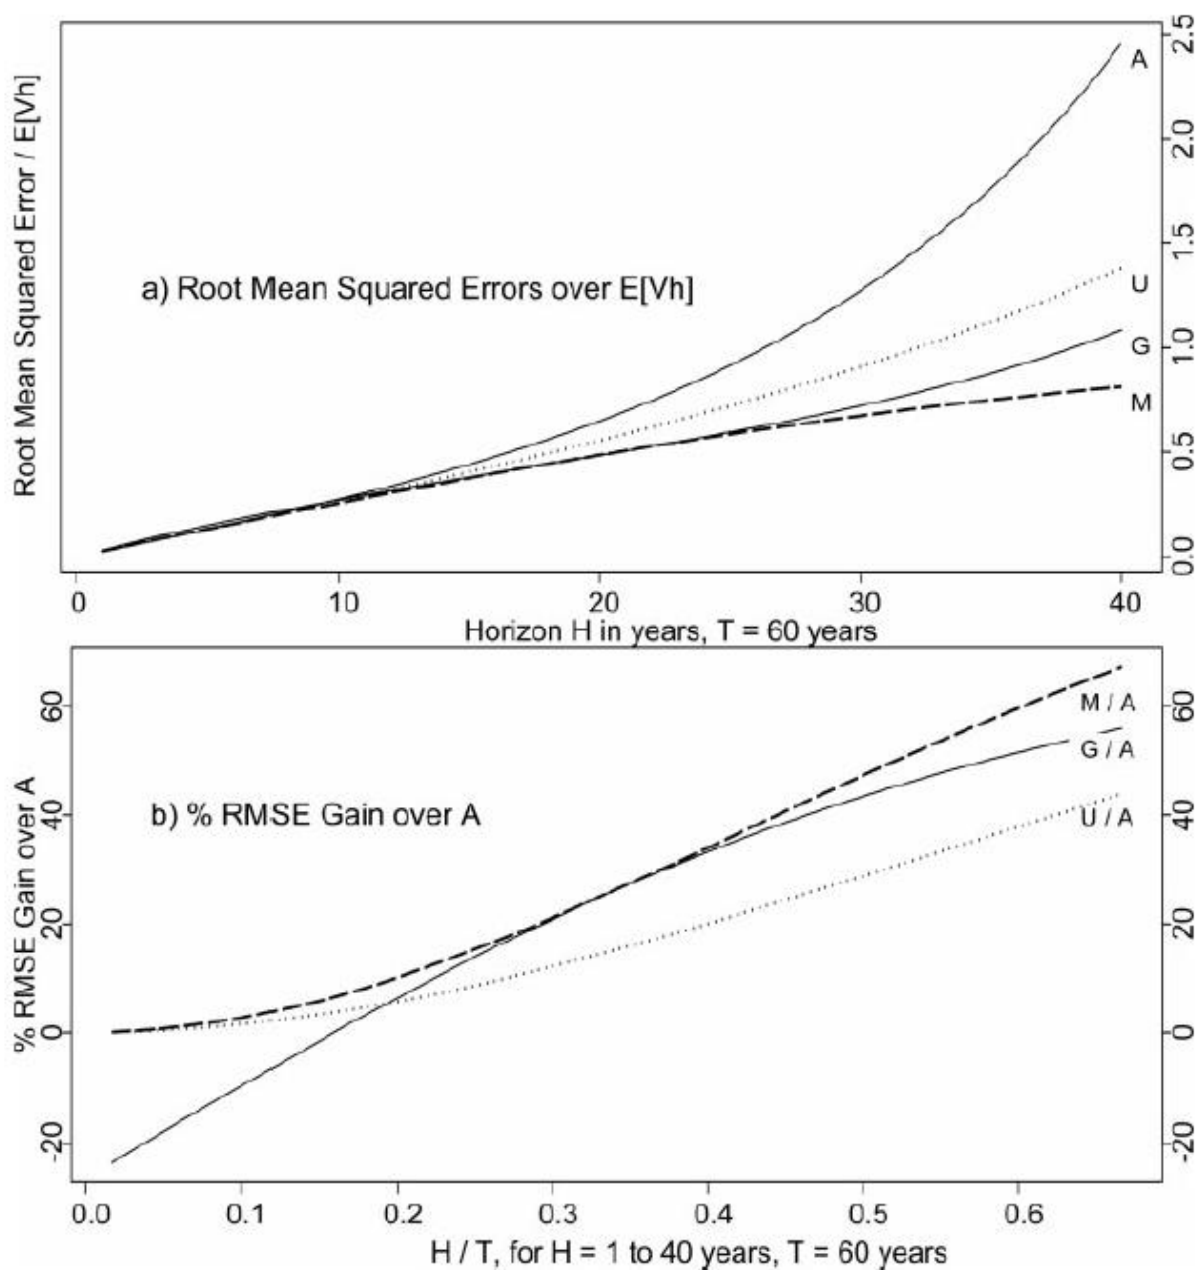 Root Mean Squared Error / E[Vh]
a) Root Mean Squared Errors over E[Vh]
A
U
G
M
2.5
2.0
1.5
1.0
0.5
0.0
0 10 20 30 40
Horizon H in years, T = 60 years
% RMSE Gain over A
60
40
20
0
-20
b) % RMSE Gain over A
M / A
G / A
U / A
60
40
20
0
-20
0.0 0.1 0.2 0.3 0.4 0.5 0.6
H / T, for H = 1 to 40 years, T = 60 years